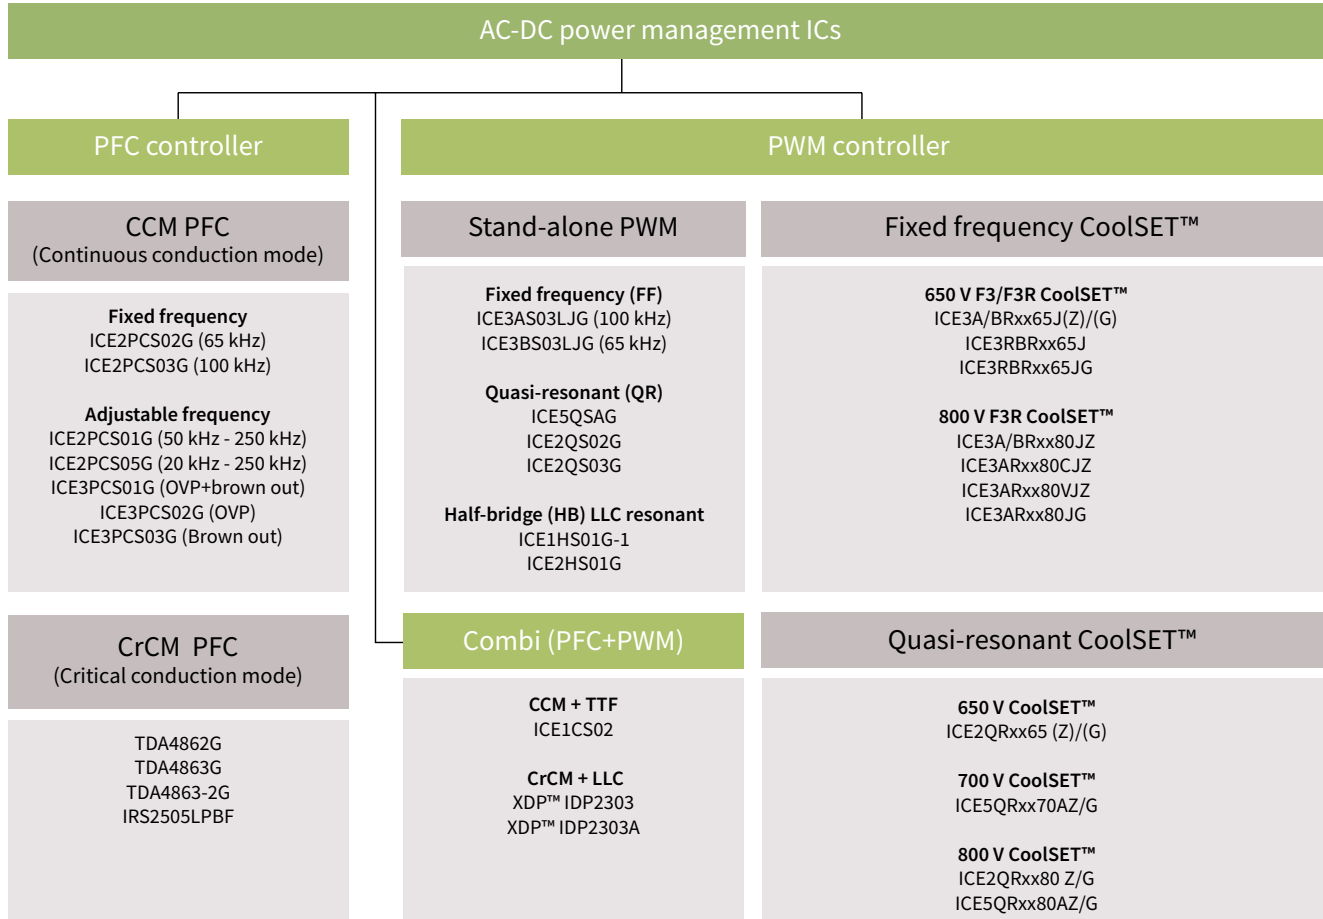 AC-DC power management ICs
PFC controller
CCM PFC
(Continuous conduction mode)
Fixed frequency
ICE2PCS02G (65 kHz)
ICE2PCS03G (100 kHz)
Adjustable frequency
ICE2PCS01G (50 kHz - 250 kHz)
ICE2PCS05G (20 kHz - 250 kHz)
ICE3PCS01G (OVP+brown out)
ICE3PCS02G (OVP)
ICE3PCS03G (Brown out)
CrCM PFC
(Critical conduction mode)
TDA4862G
TDA4863G
TDA4863-2G
IRS2505LPBF
PWM controller
Stand-alone PWM
Fixed frequency (FF)
ICE3AS03LJG (100 kHz)
ICE3BS03LJG (65 kHz)
Quasi-resonant (QR)
ICE5QSAG
ICE2QS02G
ICE2QS03G
Half-bridge (HB) LLC resonant
ICE1HS01G-1
ICE2HS01G
Fixed frequency CoolSET™
650 V F3/F3R CoolSET™
ICE3A/BRxx65J(Z)/(G)
ICE3RBRxx65J
ICE3RBRxx65JG
800 V F3R CoolSET™
ICE3A/BRxx80JZ
ICE3ARxx80CJZ
ICE3ARxx80VJZ
ICE3ARxx80JG
Combi (PFC+PWM)
CCM + TTF
ICE1CS02
CrCM + LLC
XDP™ IDP2303
XDP™ IDP2303A
Quasi-resonant CoolSET™
650 V CoolSET™
ICE2QRxx65 (Z)/(G)
700 V CoolSET™
ICE5QRxx70AZ/G
800 V CoolSET™
ICE2QRxx80 Z/G
ICE5QRxx80AZ/G